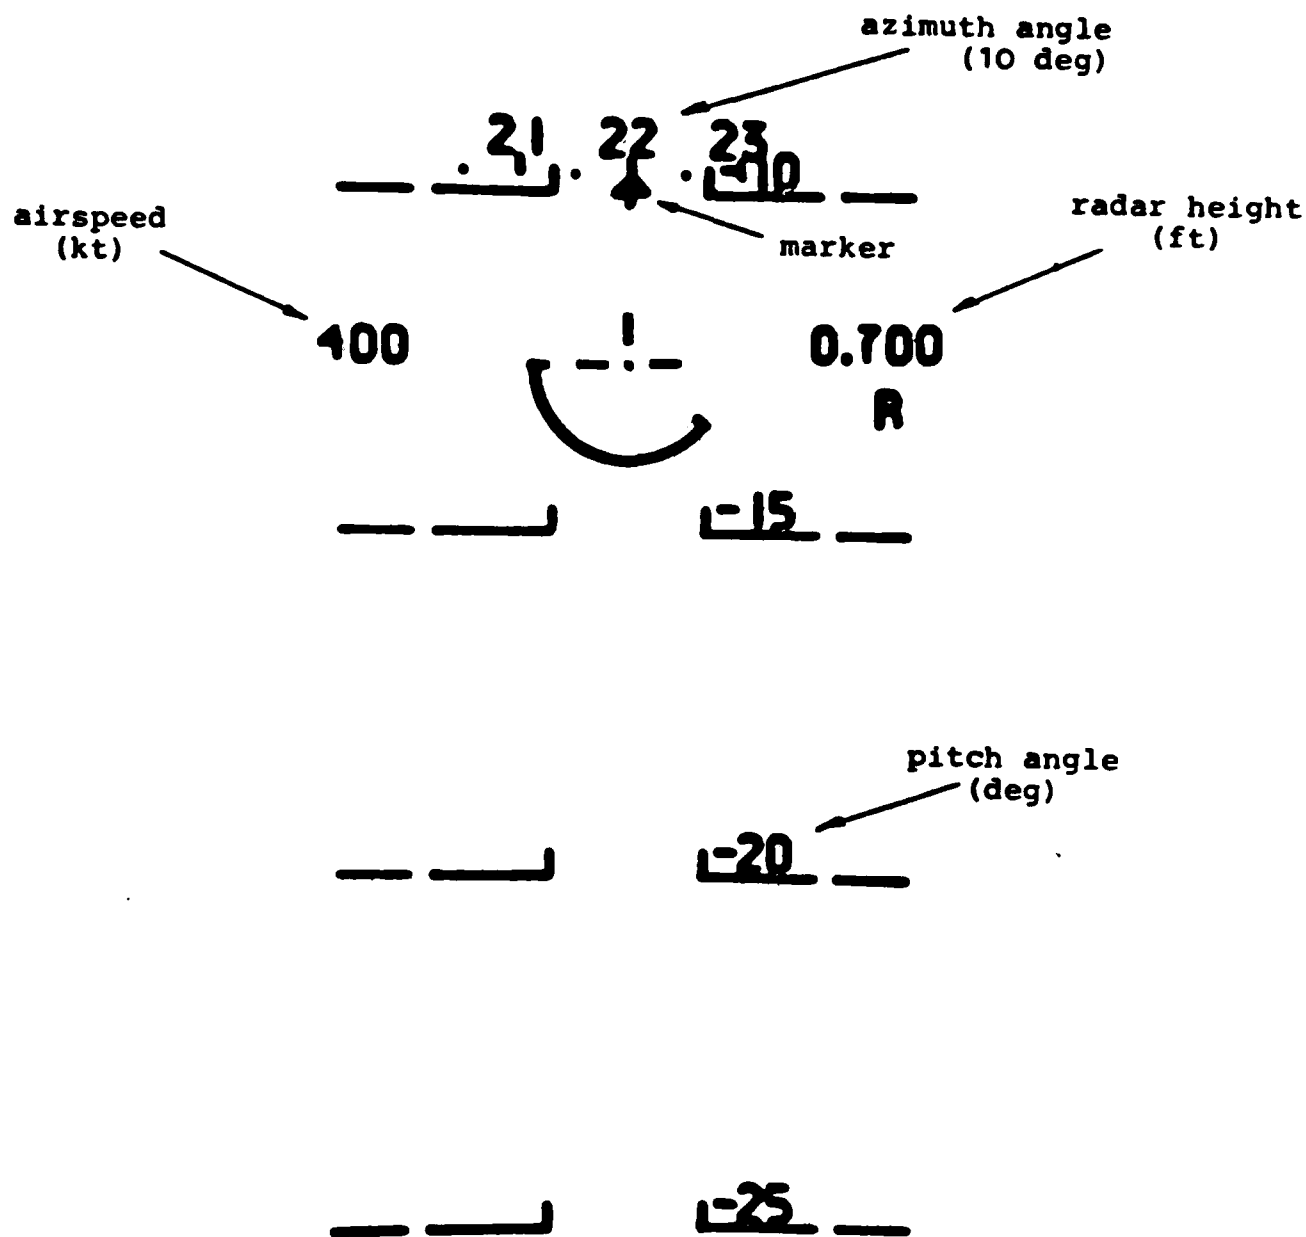 azimuth angle
(10 deg)
21 22 23
-10
airspeed
(kt)
radar height
(ft)
marker
400
0.700
R
-15
pitch angle
(deg)
-20
-25